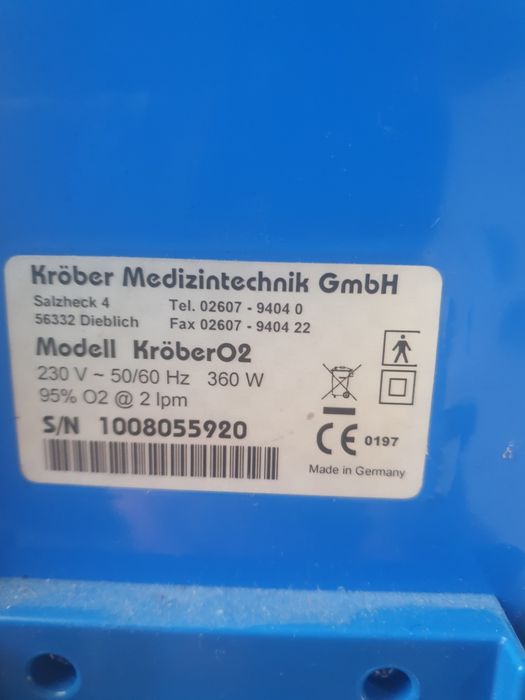 Kröber Medizintechnik GmbH
Salzheck 4 Tel. 02607 - 9404 0
56332 Dieblich Fax 02607 - 9404 22
Modell KröberO2
230 V ~ 50/60 Hz 360 W
95% O2 @ 2 lpm
S/N 1008055920
CE 0197
Made in Germany